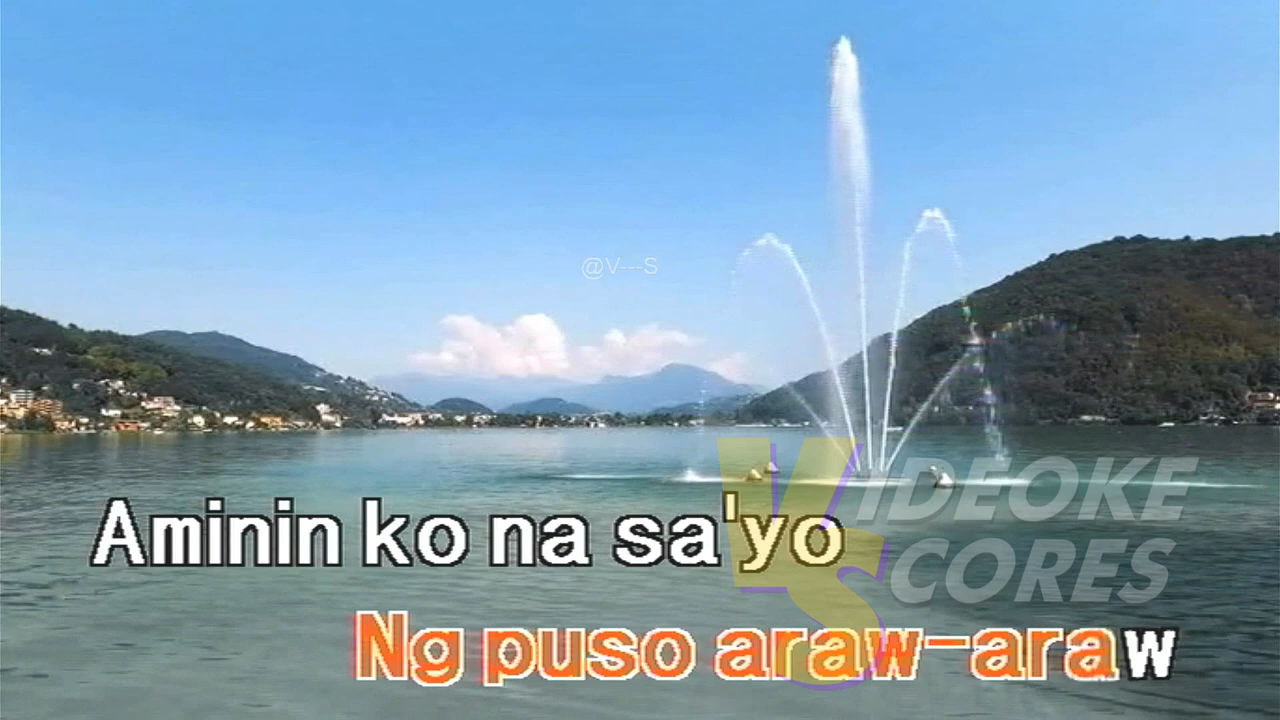 @V---S
VIDEOKE
SCORES
Aminin ko na sa'yo
Ng puso araw-araw